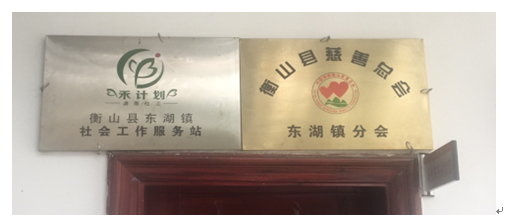 禾计划
衡山县东湖镇
社会工作服务站
衡山县慈善总会
东湖镇分会